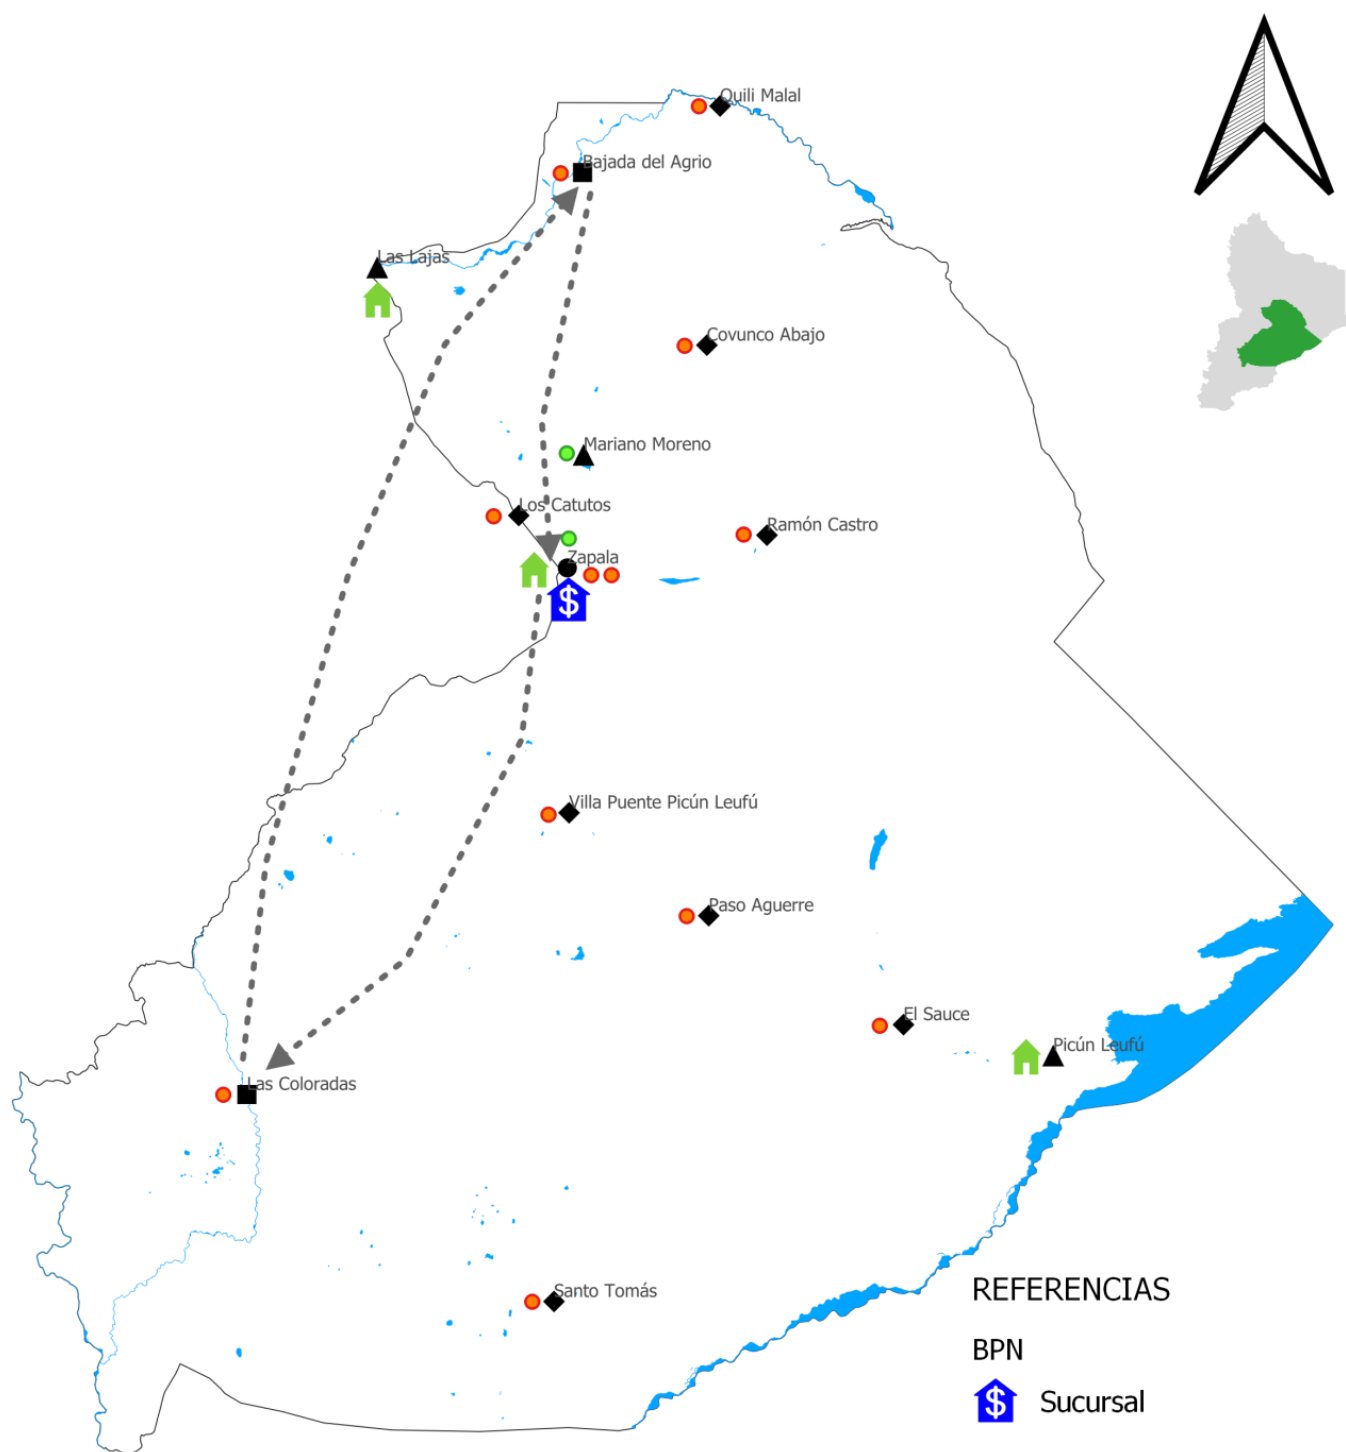 Quili Malal
Bajada del Agrio
Las Lajas
Covunco Abajo
Mariano Moreno
Los Catutos
Ramón Castro
Zapala
$
Villa Puente Picún Leufú
Paso Aguerre
El Sauce
Picún Leufú
Las Coloradas
Santo Tomás
REFERENCIAS
BPN
$ Sucursal